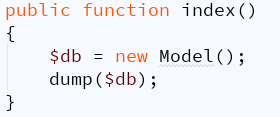 public function index()
{
    $db = new Model();
    dump($db);
}